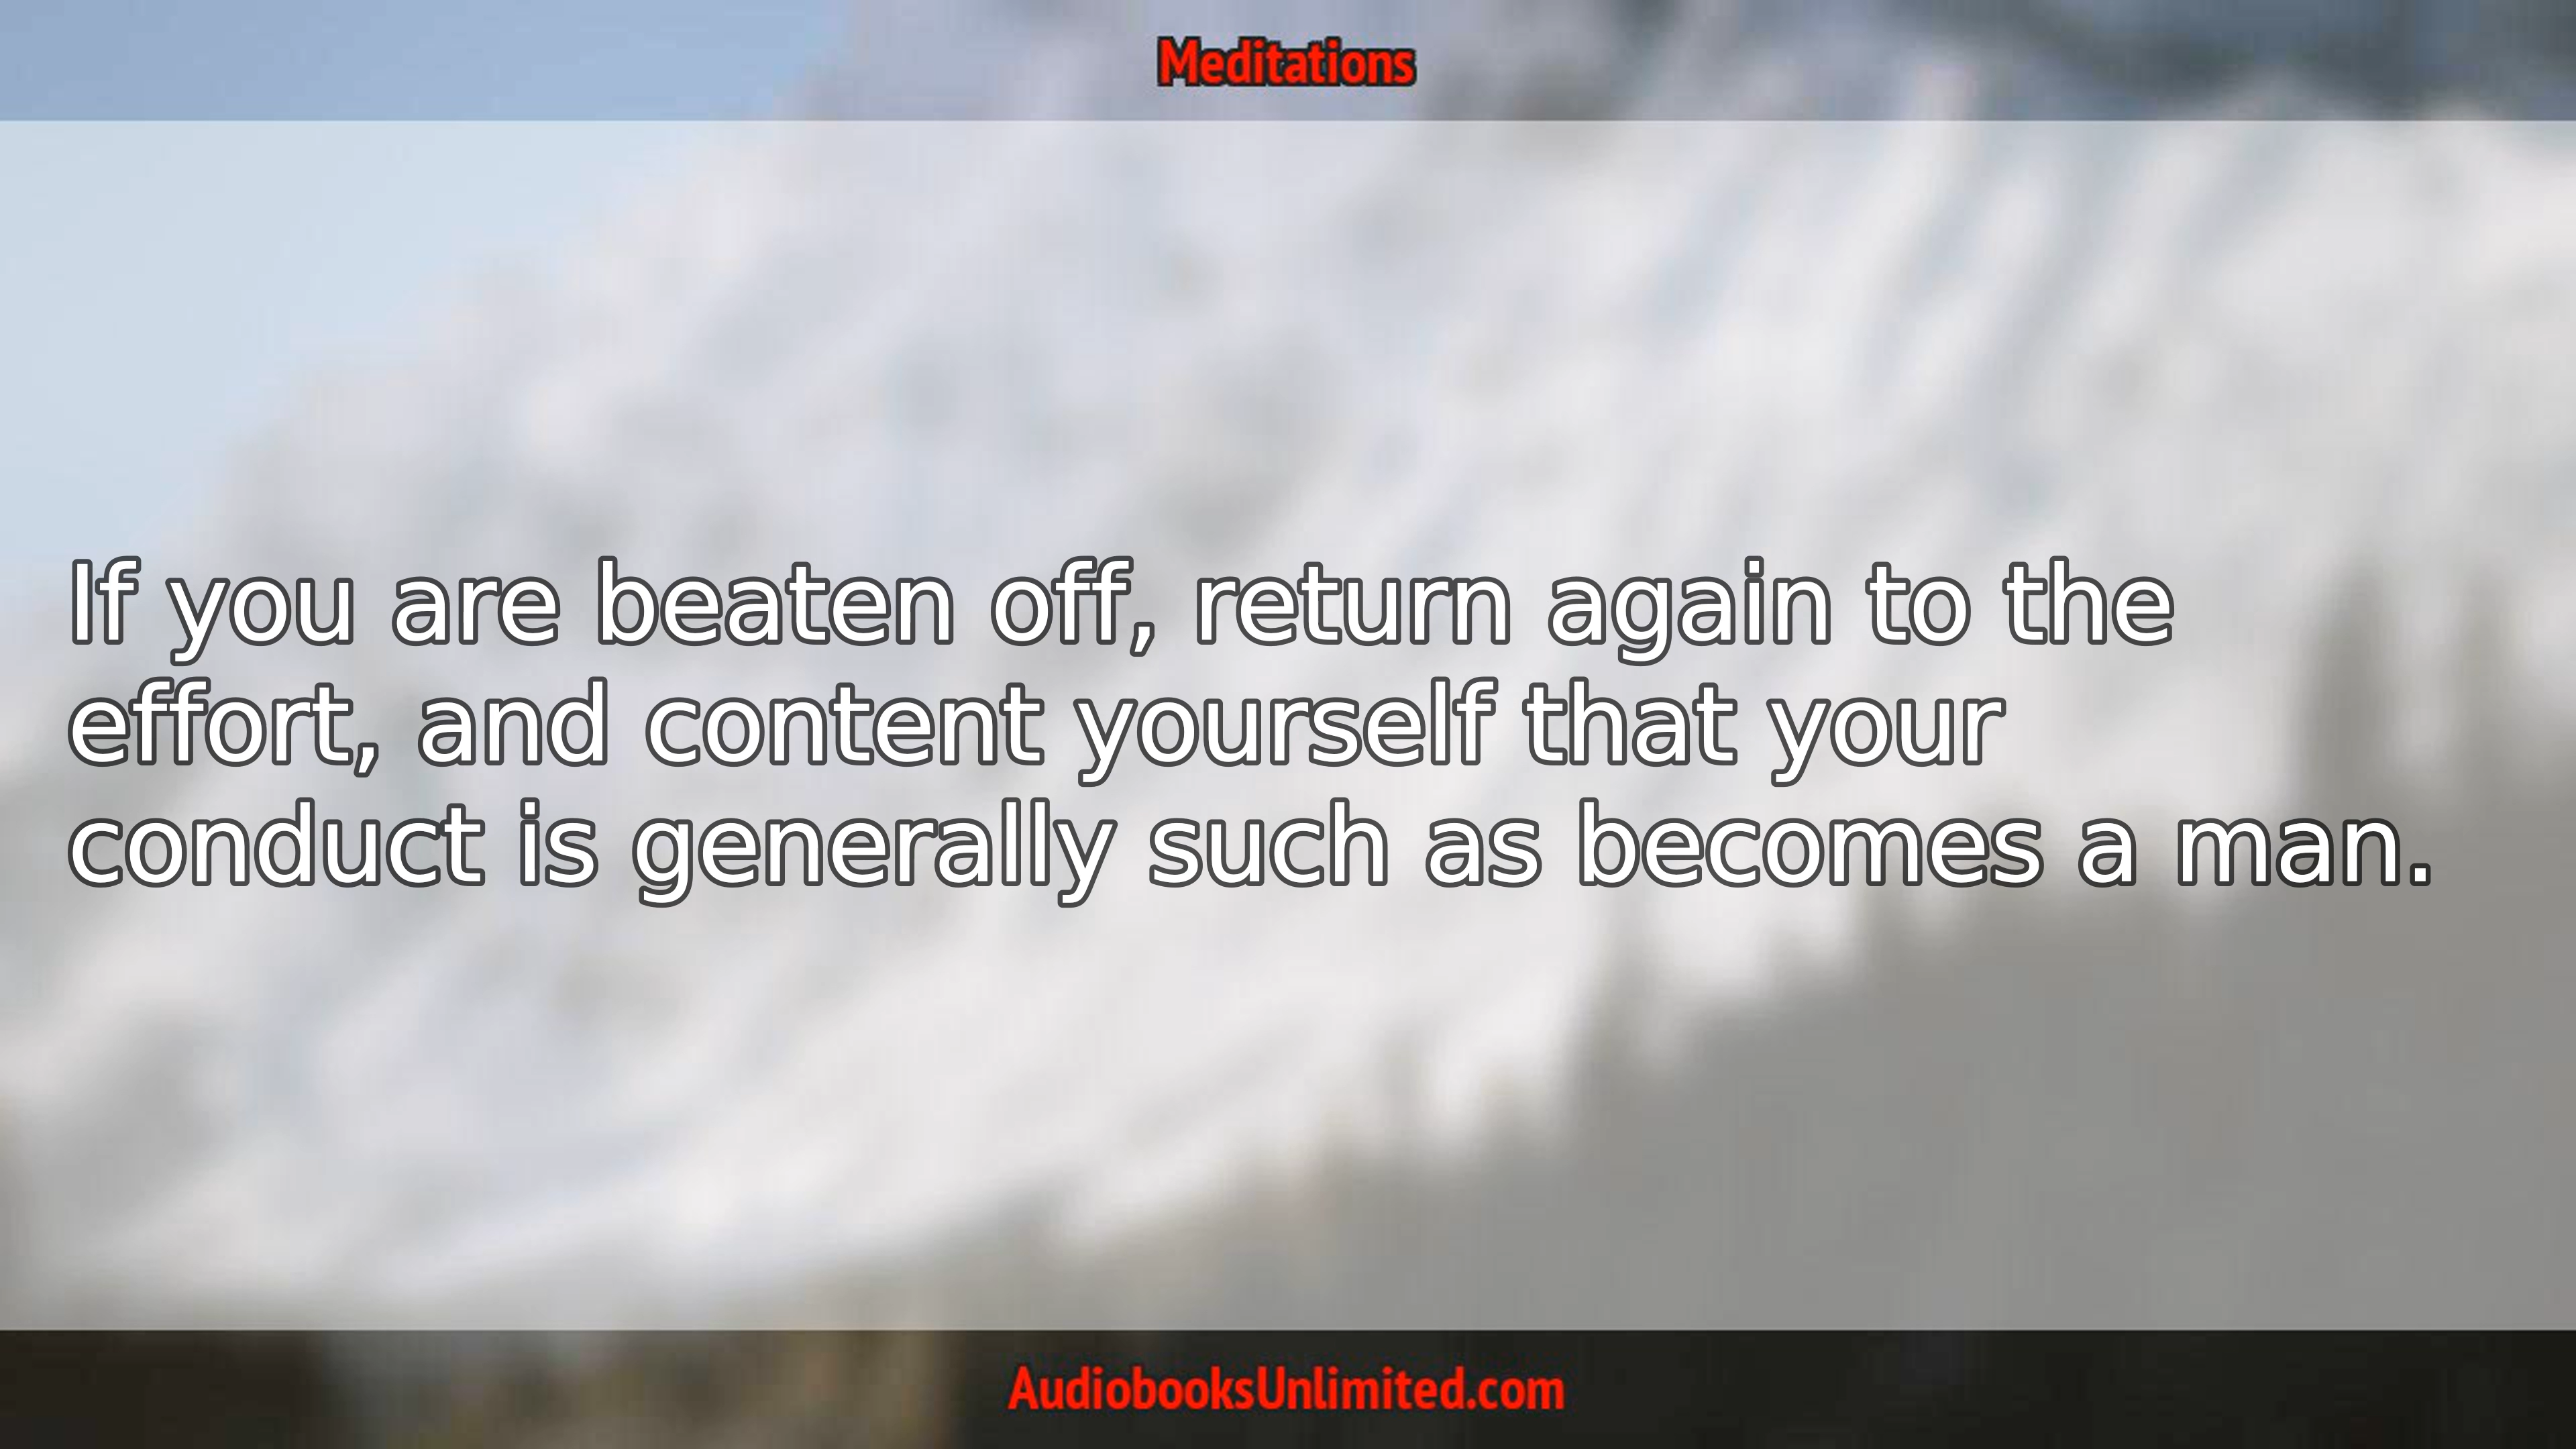 Meditations
If you are beaten off, return again to the
effort, and content yourself that your
conduct is generally such as becomes a man.
AudiobooksUnlimited.com